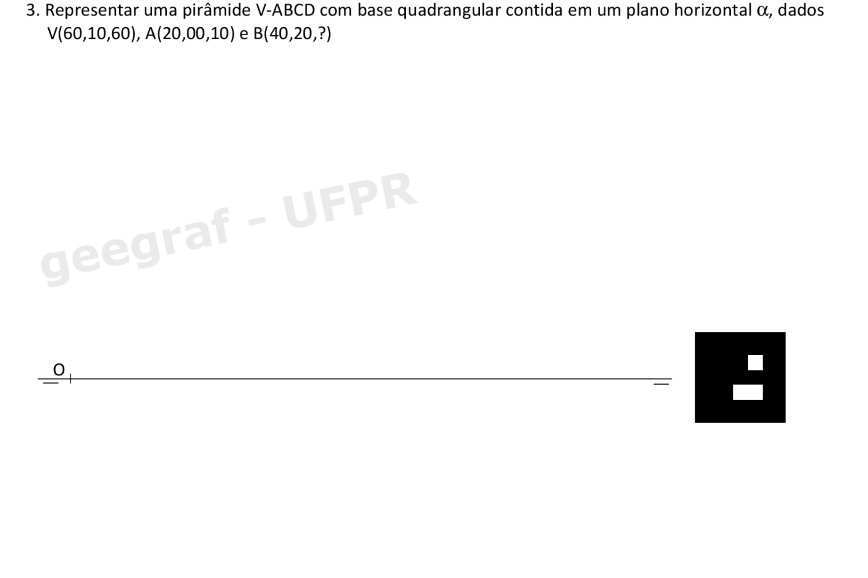 3. Representar uma pirâmide V-ABCD com base quadrangular contida em um plano horizontal α, dados
V(60,10,60), A(20,00,10) e B(40,20,?)
geegraf - UFPR
O